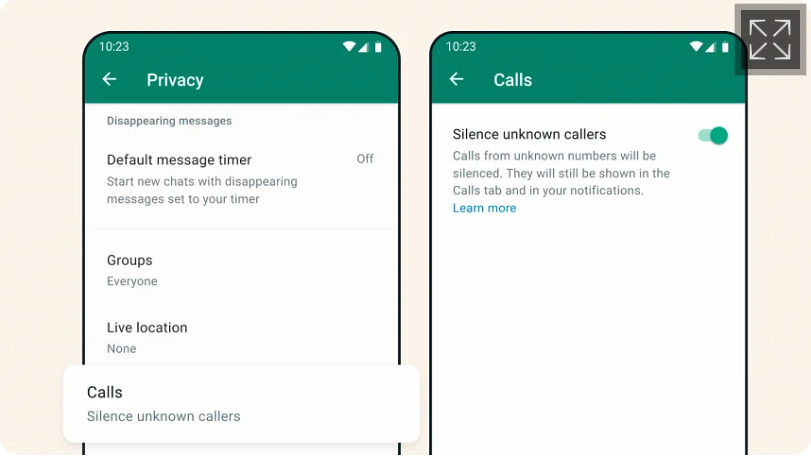 10:23
Privacy
Disappearing messages
Default message timer
Off
Start new chats with disappearing
messages set to your timer
Groups
Everyone
Live location
None
Calls
Silence unknown callers
10:23
Calls
Silence unknown callers
Calls from unknown numbers will be
silenced. They will still be shown in the
Calls tab and in your notifications.
Learn more